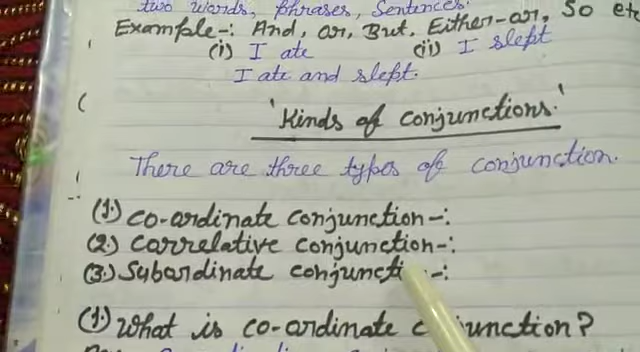 two words, phrases, Sentences.
Example-: And, or, But, Either-or, So etc
(i) I ate (ii) I slept
I ate and slept.
'Kinds of Conjunctions.'
There are three types of conjunction.
(1.) co-ordinate conjunction-:
(2.) correlative conjunction-:
(3.) Subordinate conjuncti -:
(1.) What is co-ordinate c unction?